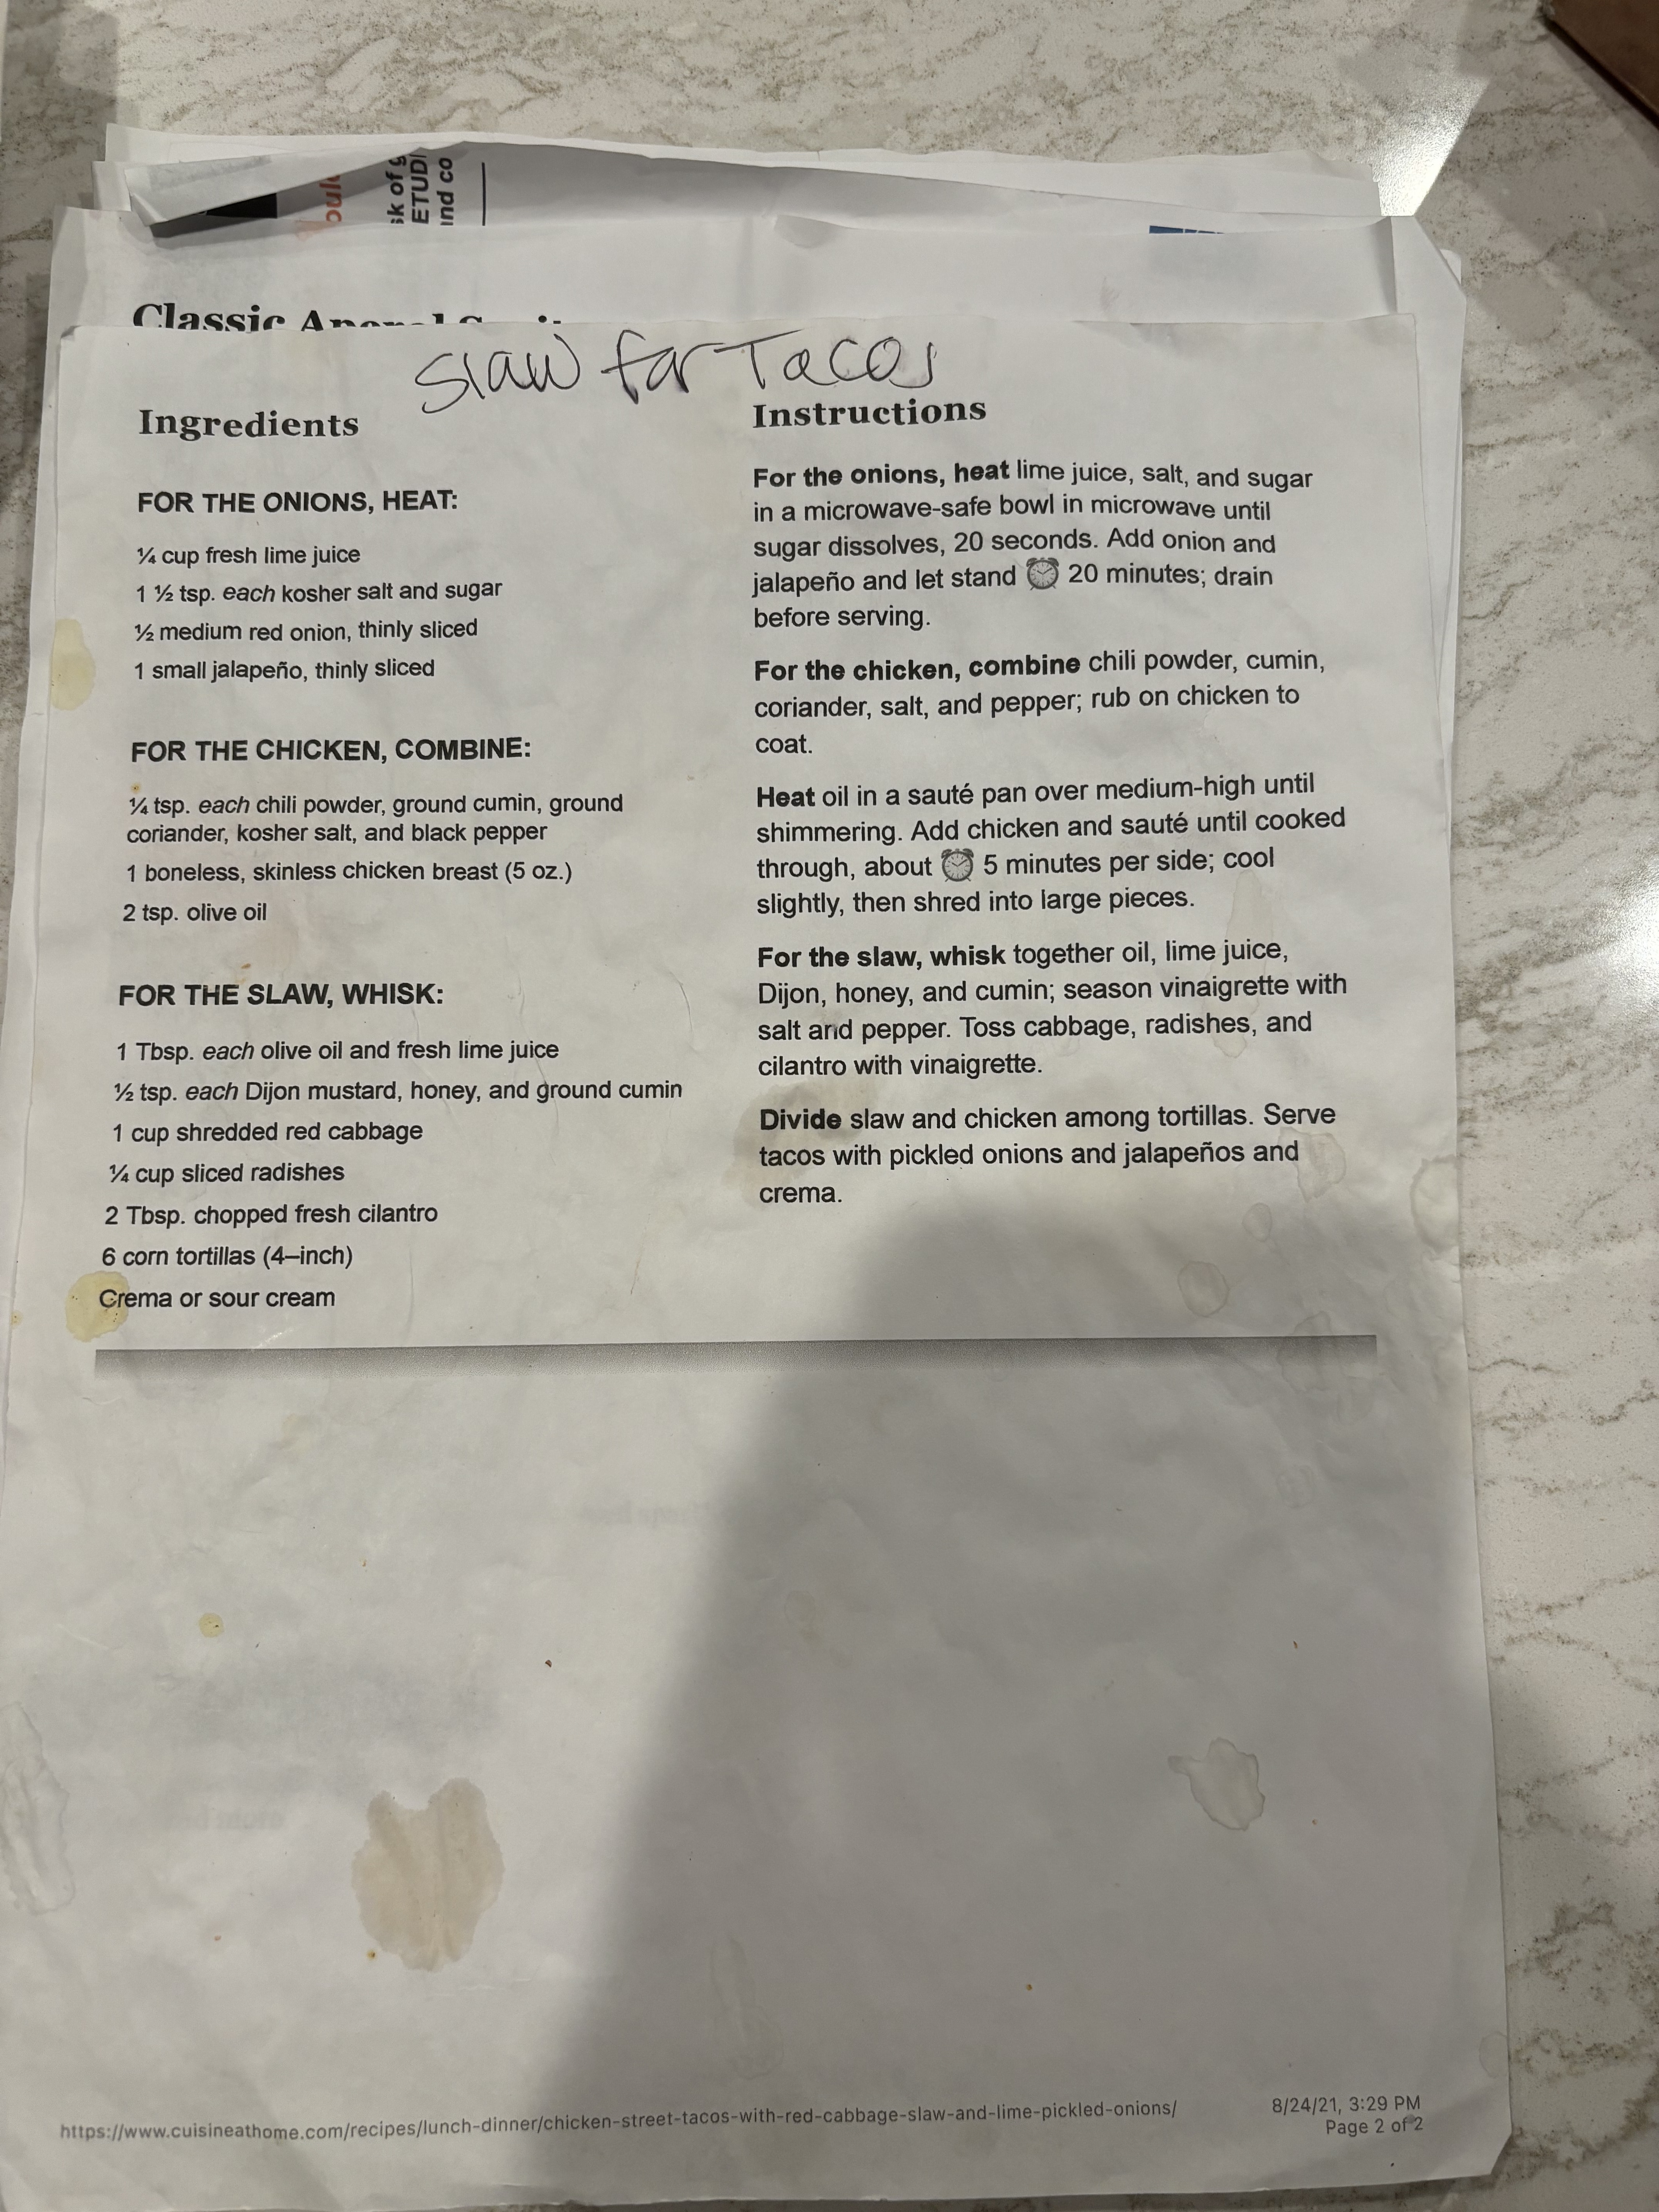 sk of
ETUD
and co
Classic
Slaw for Tacos
Ingredients
FOR THE ONIONS, HEAT:
¼ cup fresh lime juice
1 ½ tsp. each kosher salt and sugar
½ medium red onion, thinly sliced
1 small jalapeño, thinly sliced
FOR THE CHICKEN, COMBINE:
¼ tsp. each chili powder, ground cumin, ground
coriander, kosher salt, and black pepper
1 boneless, skinless chicken breast (5 oz.)
2 tsp. olive oil
FOR THE SLAW, WHISK:
1 Tbsp. each olive oil and fresh lime juice
½ tsp. each Dijon mustard, honey, and ground cumin
1 cup shredded red cabbage
¼ cup sliced radishes
2 Tbsp. chopped fresh cilantro
6 corn tortillas (4–inch)
Crema or sour cream
Instructions
For the onions, heat lime juice, salt, and sugar
in a microwave-safe bowl in microwave until
sugar dissolves, 20 seconds. Add onion and
jalapeño and let stand ⏰ 20 minutes; drain
before serving.
For the chicken, combine chili powder, cumin,
coriander, salt, and pepper; rub on chicken to
coat.
Heat oil in a sauté pan over medium-high until
shimmering. Add chicken and sauté until cooked
through, about ⏰ 5 minutes per side; cool
slightly, then shred into large pieces.
For the slaw, whisk together oil, lime juice,
Dijon, honey, and cumin; season vinaigrette with
salt and pepper. Toss cabbage, radishes, and
cilantro with vinaigrette.
Divide slaw and chicken among tortillas. Serve
tacos with pickled onions and jalapeños and
crema.
https://www.cuisineathome.com/recipes/lunch-dinner/chicken-street-tacos-with-red-cabbage-slaw-and-lime-pickled-onions/
8/24/21, 3:29 PM
Page 2 of 2